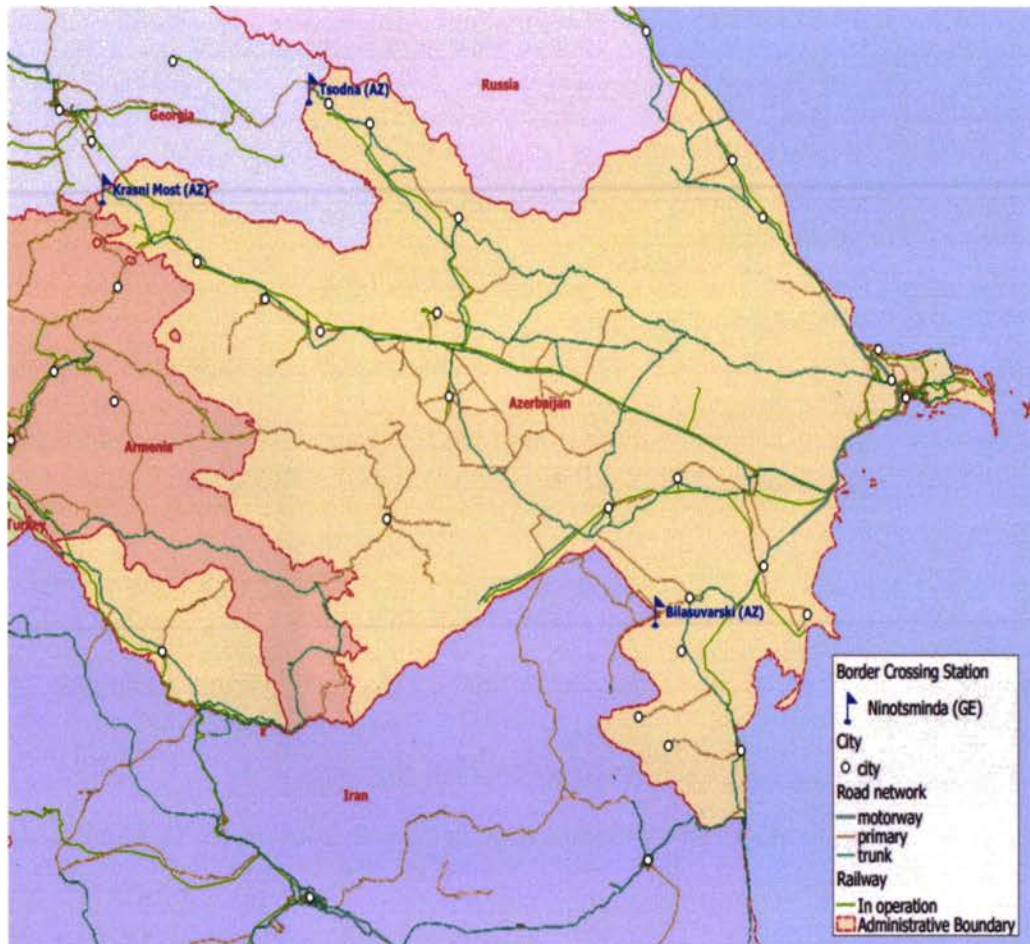 Russia
Tsodna (AZ)
Georgia
Krasni Most (AZ)
Azerbaijan
Armenia
Turkey
Bilasuvarski (AZ)
Iran
Border Crossing Station
Ninotsminda (GE)
City
city
Road network
motorway
primary
trunk
Railway
In operation
Administrative Boundary